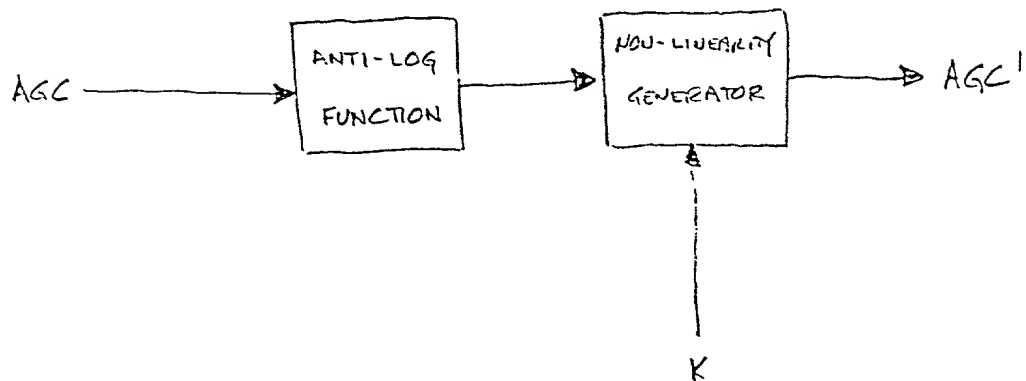 AGC
ANTI-LOG
FUNCTION
NON-LINEARITY
GENERATOR
AGC'
K